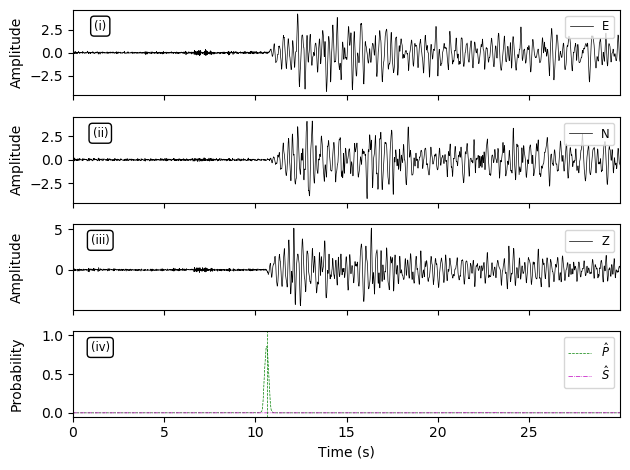 (i)
E
Amplitude
2.5
0.0
−2.5
(ii)
N
Amplitude
2.5
0.0
−2.5
(iii)
Z
Amplitude
5
0
(iv)
P̂
Ŝ
Probability
1.0
0.5
0.0
0 5 10 15 20 25
Time (s)